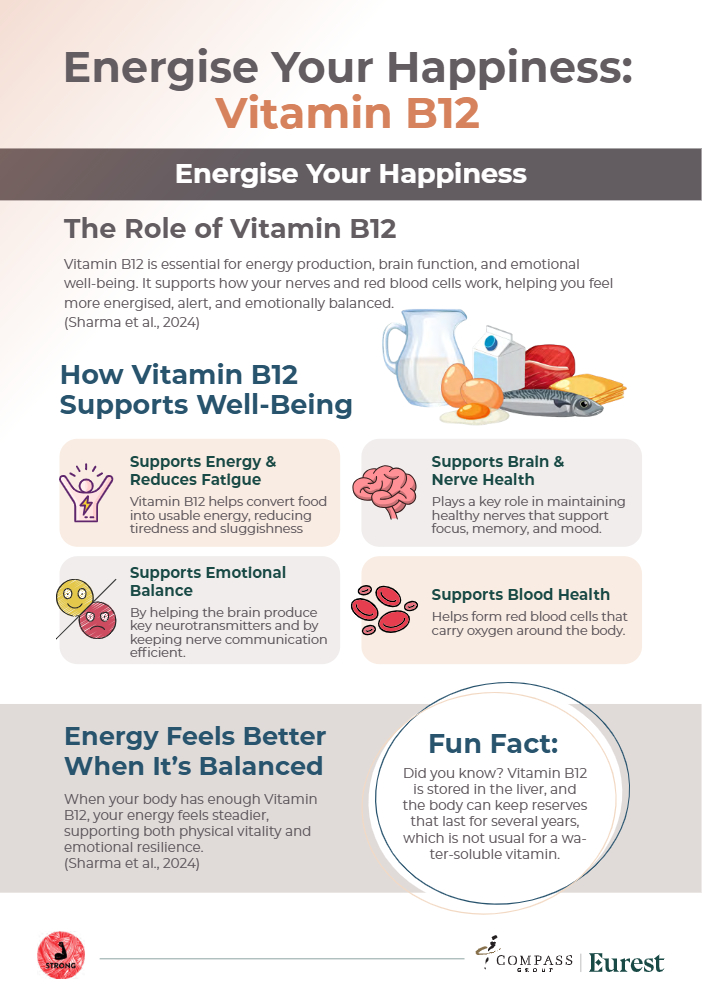 Energise Your Happiness:
Vitamin B12
Energise Your Happiness
The Role of Vitamin B12
Vitamin B12 is essential for energy production, brain function, and emotional
well-being. It supports how your nerves and red blood cells work, helping you feel
more energised, alert, and emotionally balanced.
(Sharma et al., 2024)
How Vitamin B12
Supports Well-Being
Supports Energy &
Reduces Fatigue
Vitamin B12 helps convert food
into usable energy, reducing
tiredness and sluggishness
Supports Brain &
Nerve Health
Plays a key role in maintaining
healthy nerves that support
focus, memory, and mood.
Supports Emotional
Balance
By helping the brain produce
key neurotransmitters and by
keeping nerve communication
efficient.
Supports Blood Health
Helps form red blood cells that
carry oxygen around the body.
Energy Feels Better
When It’s Balanced
When your body has enough Vitamin
B12, your energy feels steadier,
supporting both physical vitality and
emotional resilience.
(Sharma et al., 2024)
Fun Fact:
Did you know? Vitamin B12
is stored in the liver, and
the body can keep reserves
that last for several years,
which is not usual for a wa-
ter-soluble vitamin.
STRONG
COMPASS
GROUP
Eurest